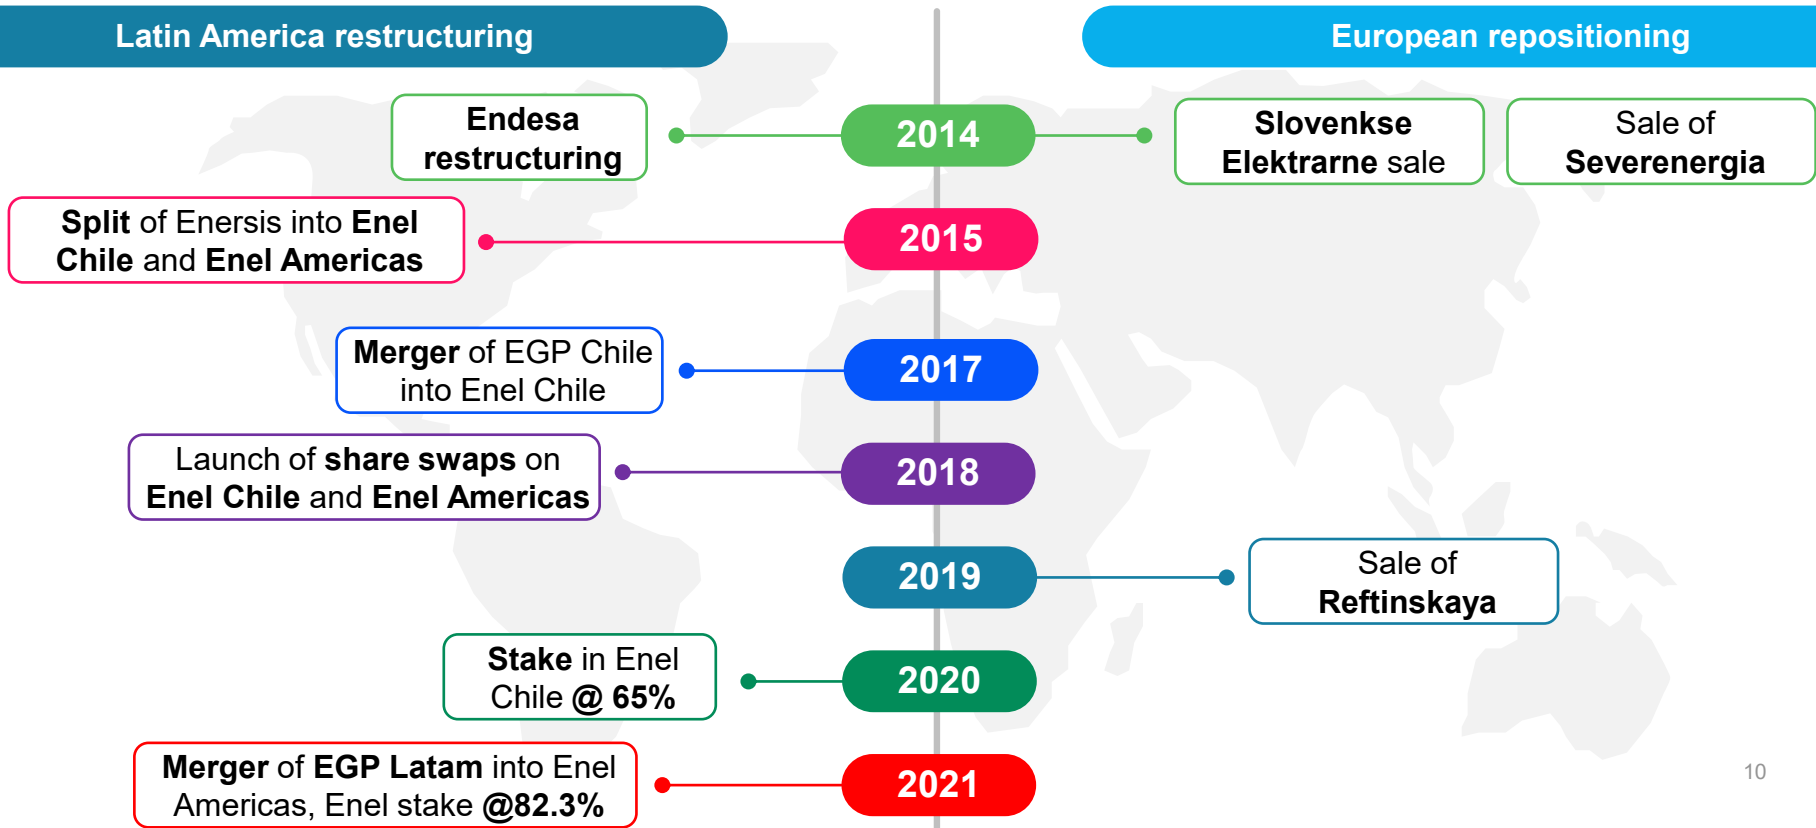 Latin America restructuring
European repositioning
Endesa
restructuring
2014
Slovenkse
Elektrarne sale
Sale of
Severenergia
Split of Enersis into Enel
Chile and Enel Americas
2015
Merger of EGP Chile
into Enel Chile
2017
Launch of share swaps on
Enel Chile and Enel Americas
2018
2019
Sale of
Reftinskaya
Stake in Enel
Chile @ 65%
2020
Merger of EGP Latam into Enel
Americas, Enel stake @82.3%
2021
10